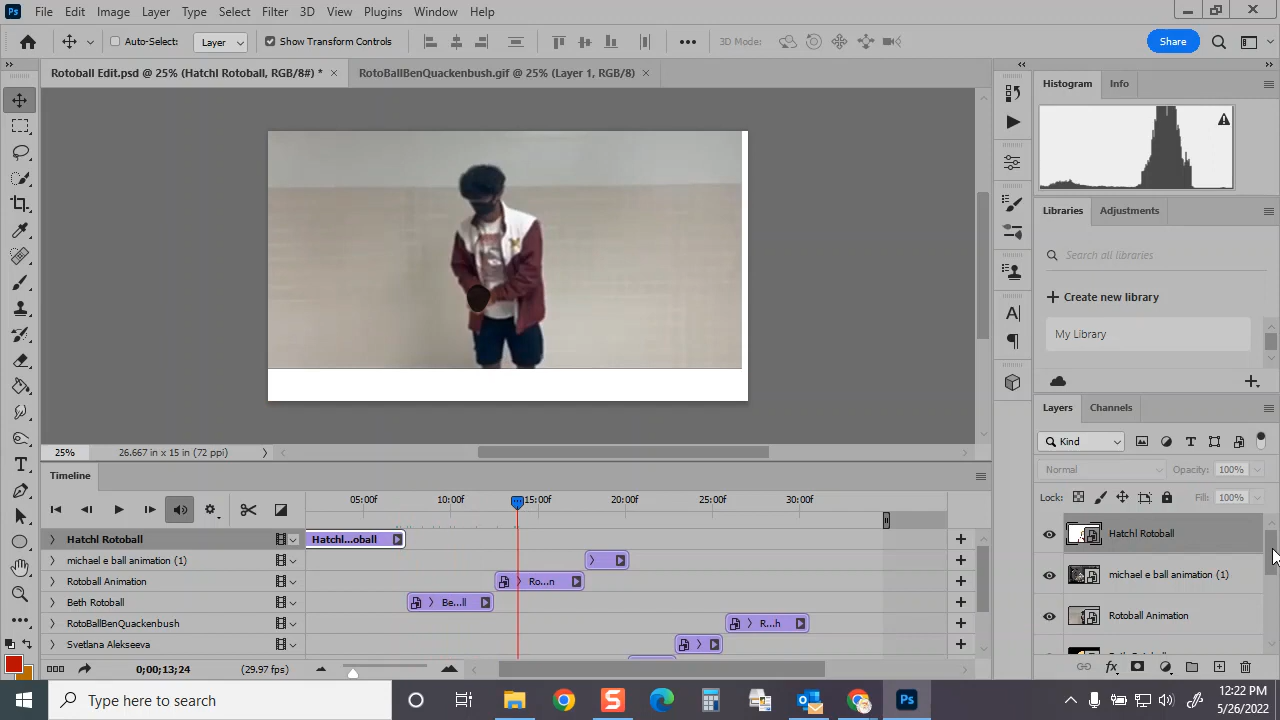 Ps File Edit Image Layer Type Select Filter 3D View Plugins Window Help
Auto-Select: Layer Show Transform Controls 3D Mode: Share
Rotoball Edit.psd @ 25% (Hatchl Rotoball, RGB/8#) *
RotoBallBenQuackenbush.gif @ 25% (Layer 1, RGB/8)
Histogram Info
Libraries Adjustments
Search all libraries
Create new library
My Library
25% 26.667 in x 15 in (72 ppi)
Layers Channels
Kind
Normal Opacity: 100%
Lock: Fill: 100%
Hatchl Rotoball
michael e ball animation (1)
Rotoball Animation
Timeline
05:00f 10:00f 15:00f 20:00f 25:00f 30:00f
Hatchl Rotoball Hatchl...oball
michael e ball animation (1)
Rotoball Animation Ro...n
Beth Rotoball Be...ll
RotoBallBenQuackenbush R...h
Svetlana Alekseeva
0;00;13;24 (29.97 fps)
Type here to search
S
Ps
12:22 PM
5/26/2022